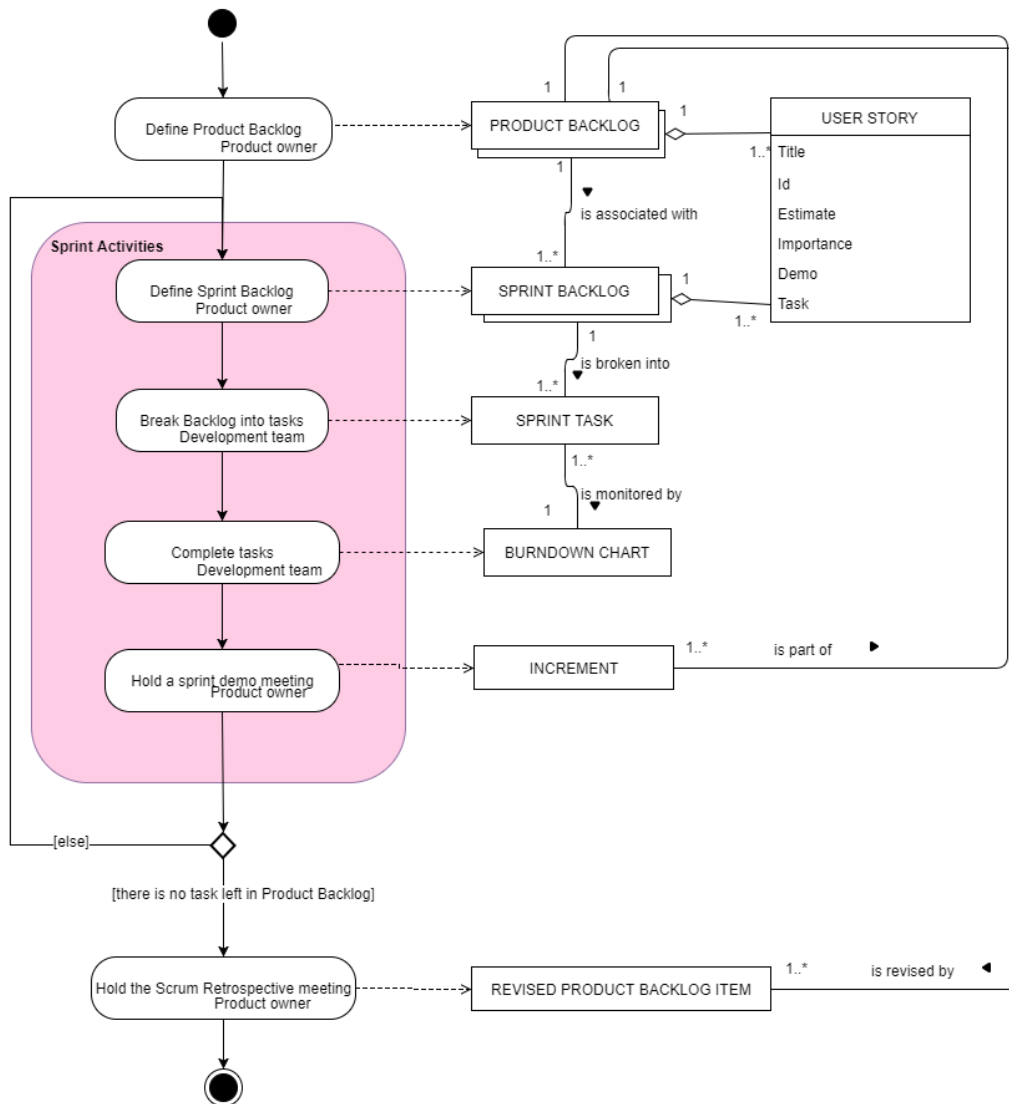 1
1
1
Define Product Backlog
Product owner
PRODUCT BACKLOG
USER STORY
1..*
Title
1
Id
is associated with
Estimate
Sprint Activities
Importance
1..*
Demo
1
Define Sprint Backlog
Product owner
SPRINT BACKLOG
Task
1..*
1
is broken into
1..*
Break Backlog into tasks
Development team
SPRINT TASK
1..*
is monitored by
1
Complete tasks
Development team
BURNDOWN CHART
1..*
is part of
Hold a sprint demo meeting
Product owner
INCREMENT
[else]
[there is no task left in Product Backlog]
1..*
is revised by
Hold the Scrum Retrospective meeting
Product owner
REVISED PRODUCT BACKLOG ITEM